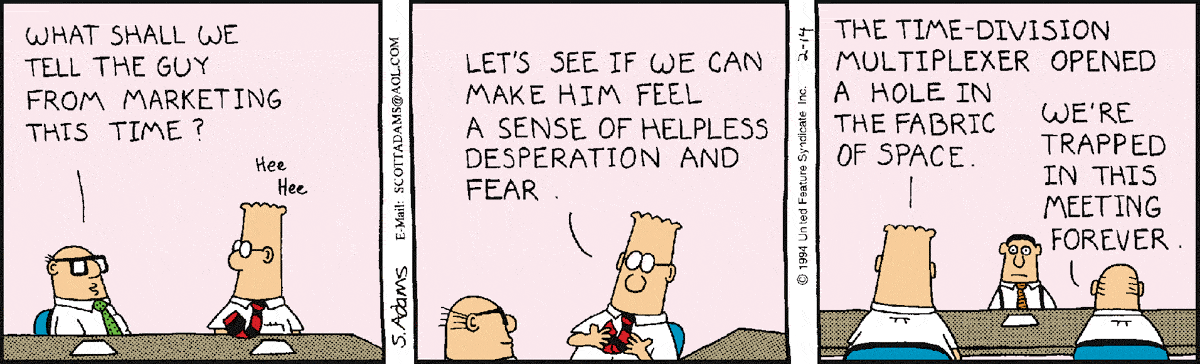 WHAT SHALL WE
TELL THE GUY
FROM MARKETING
THIS TIME?
Hee
Hee
S.Adams
E-Mail: SCOTTADAMS@AOL.COM
LET'S SEE IF WE CAN
MAKE HIM FEEL
A SENSE OF HELPLESS
DESPERATION AND
FEAR.
© 1994 United Feature Syndicate Inc.
2-14
THE TIME-DIVISION
MULTIPLEXER OPENED
A HOLE IN
THE FABRIC
OF SPACE.
WE'RE
TRAPPED
IN THIS
MEETING
FOREVER.